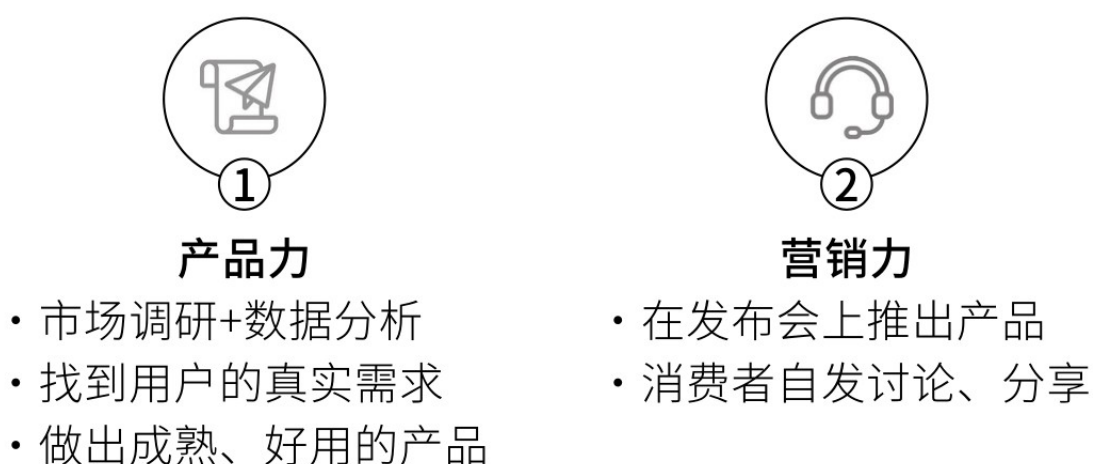 1
产品力
· 市场调研+数据分析
· 找到用户的真实需求
· 做出成熟、好用的产品
2
营销力
· 在发布会上推出产品
· 消费者自发讨论、分享